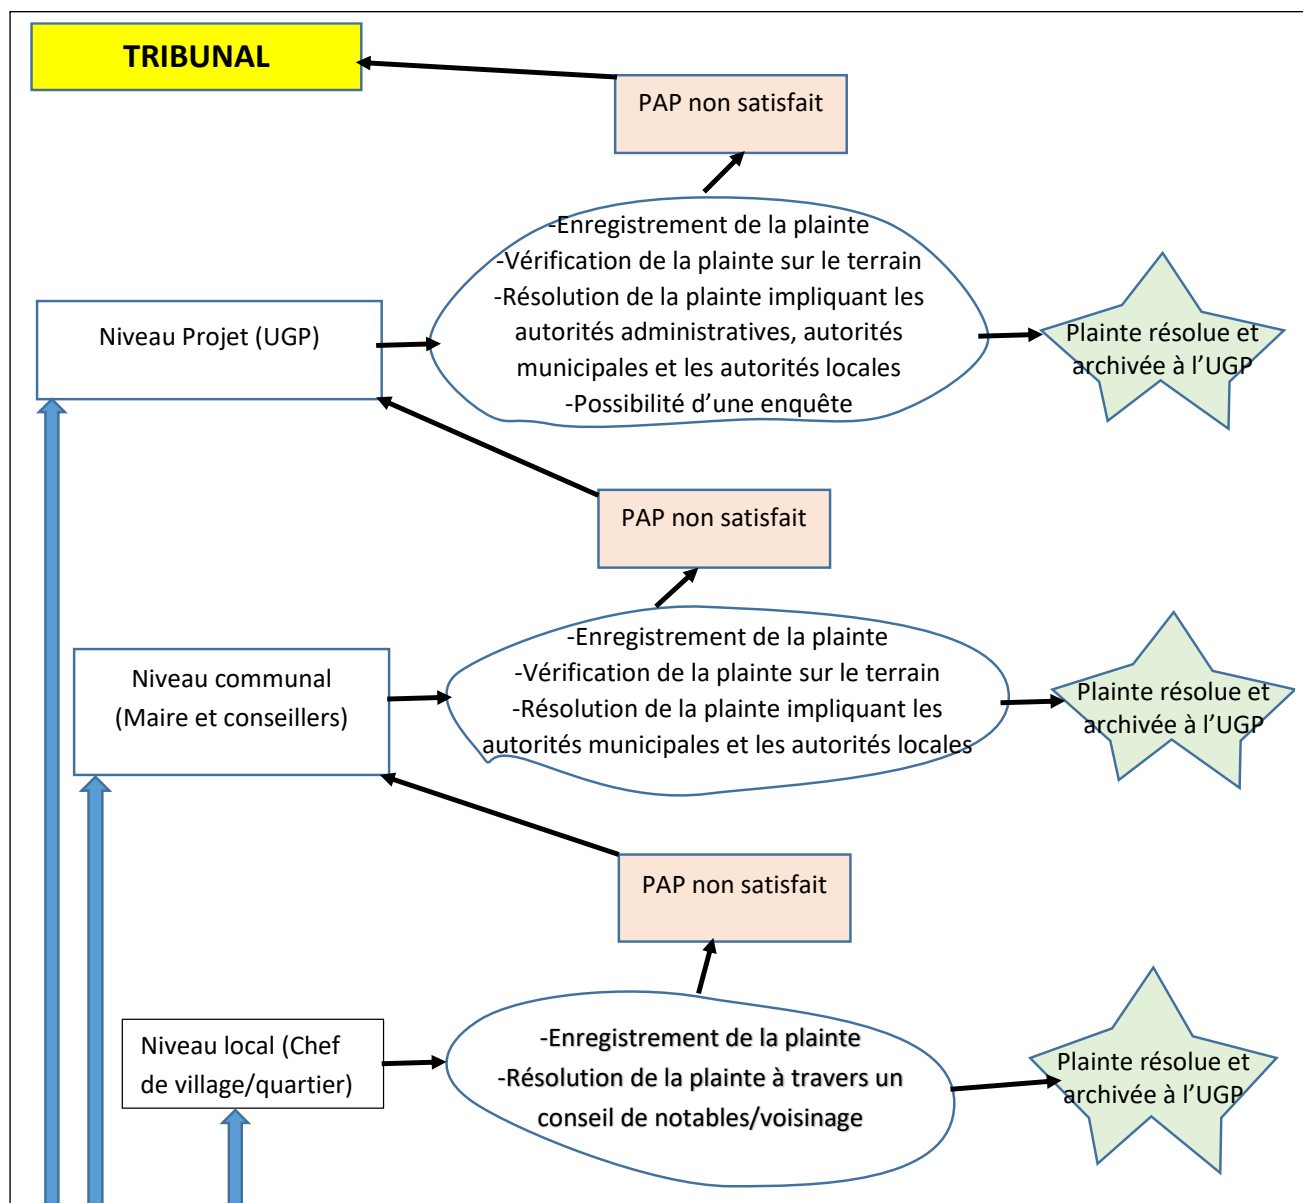 TRIBUNAL
PAP non satisfait
-Enregistrement de la plainte
-Vérification de la plainte sur le terrain
-Résolution de la plainte impliquant les
autorités administratives, autorités
municipales et les autorités locales
-Possibilité d’une enquête
Niveau Projet (UGP)
Plainte résolue et
archivée à l’UGP
PAP non satisfait
-Enregistrement de la plainte
-Vérification de la plainte sur le terrain
-Résolution de la plainte impliquant les
autorités municipales et les autorités locales
Niveau communal
(Maire et conseillers)
Plainte résolue et
archivée à l’UGP
PAP non satisfait
Niveau local (Chef
de village/quartier)
-Enregistrement de la plainte
-Résolution de la plainte à travers un
conseil de notables/voisinage
Plainte résolue et
archivée à l’UGP